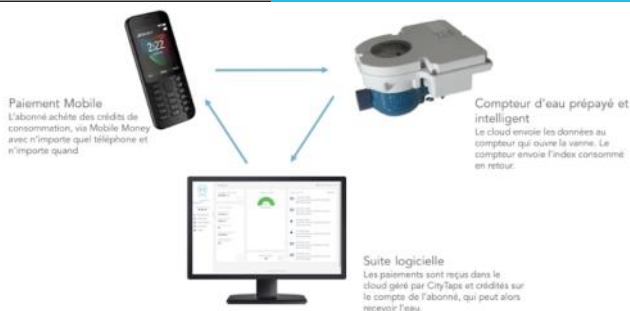 2:22
Paiement Mobile
L'abonné achète des crédits de
consommation, via Mobile Money
avec n'importe quel téléphone et
n'importe quand
Compteur d'eau prépayé et
intelligent
Le cloud envoie les données au
compteur qui ouvre la vanne. Le
compteur envoie l'index consommé
en retour.
Suite logicielle
Les paiements sont reçus dans le
cloud géré par CityTaps et crédités sur
le compte de l'abonné, qui peut alors
recevoir l'eau.